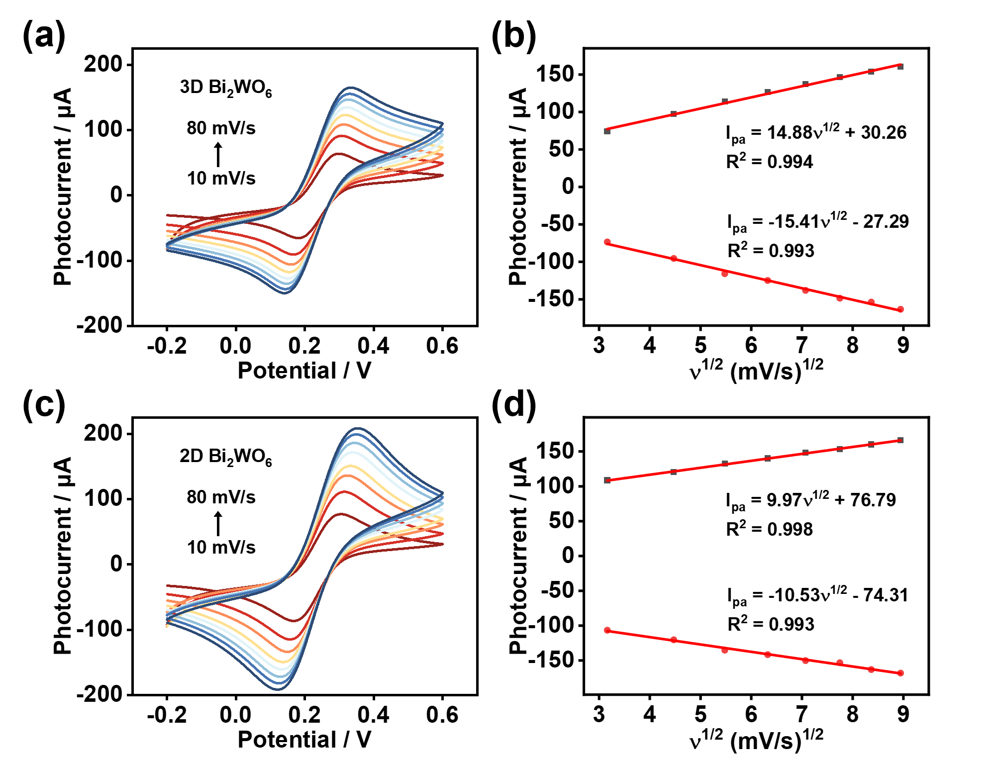 (a)
200
100
0
-100
-200
Photocurrent / μA
3D Bi₂WO₆
80 mV/s
10 mV/s
-0.2 0.0 0.2 0.4 0.6
Potential / V
(b)
150
100
50
0
-50
-100
-150
Photocurrent / μA
Iₚₐ = 14.88ν¹/² + 30.26
R² = 0.994
Iₚₐ = -15.41ν¹/² - 27.29
R² = 0.993
3 4 5 6 7 8 9
ν¹/² (mV/s)¹/²
(c)
200
100
0
-100
-200
Photocurrent / μA
2D Bi₂WO₆
80 mV/s
10 mV/s
-0.2 0.0 0.2 0.4 0.6
Potential / V
(d)
150
100
50
0
-50
-100
-150
Photocurrent / μA
Iₚₐ = 9.97ν¹/² + 76.79
R² = 0.998
Iₚₐ = -10.53ν¹/² - 74.31
R² = 0.993
3 4 5 6 7 8 9
ν¹/² (mV/s)¹/²